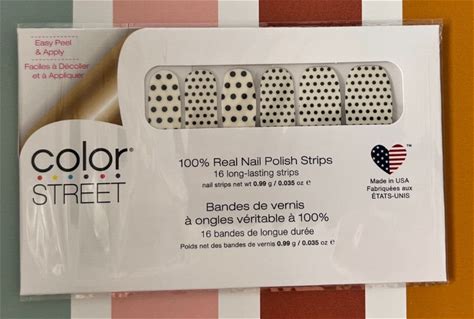 Easy Peel
& Apply
Faciles à Décoller
et à Appliquer
color®
STREET
100% Real Nail Polish Strips
16 long-lasting strips
nail strips net wt 0.99 g / 0.035 oz ℮
Bandes de vernis
à ongles véritable à 100%
16 bandes de longue durée
Poids net des bandes de vernis 0.99 g / 0.035 oz ℮
™
Made in USA
Fabriquées aux
ÉTATS-UNIS